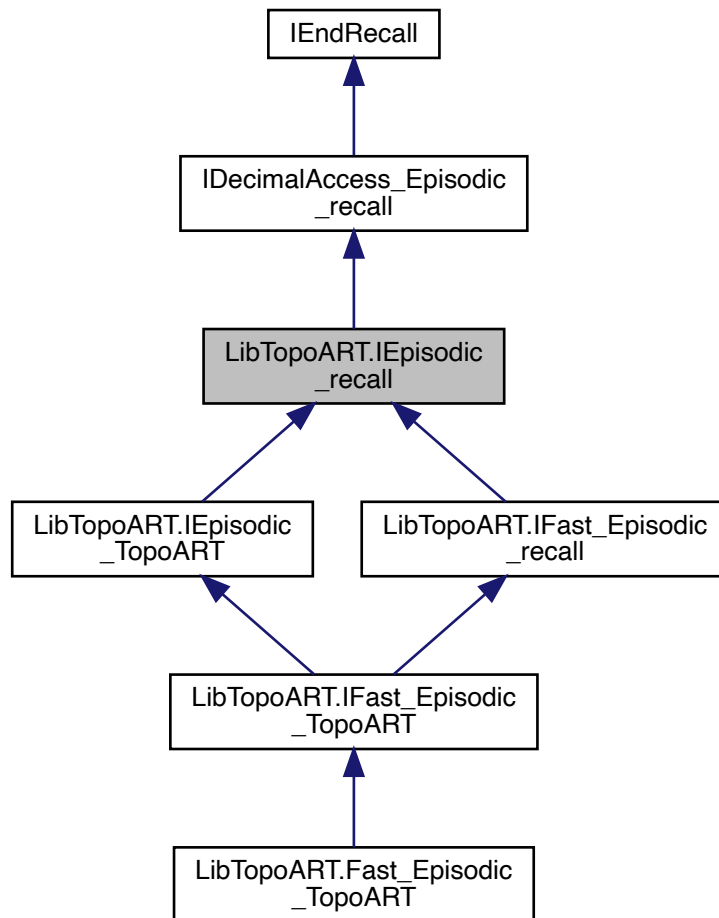 IEndRecall
IDecimalAccess_Episodic
_recall
LibTopoART.IEpisodic
_recall
LibTopoART.IEpisodic
_TopoART
LibTopoART.IFast_Episodic
_recall
LibTopoART.IFast_Episodic
_TopoART
LibTopoART.Fast_Episodic
_TopoART